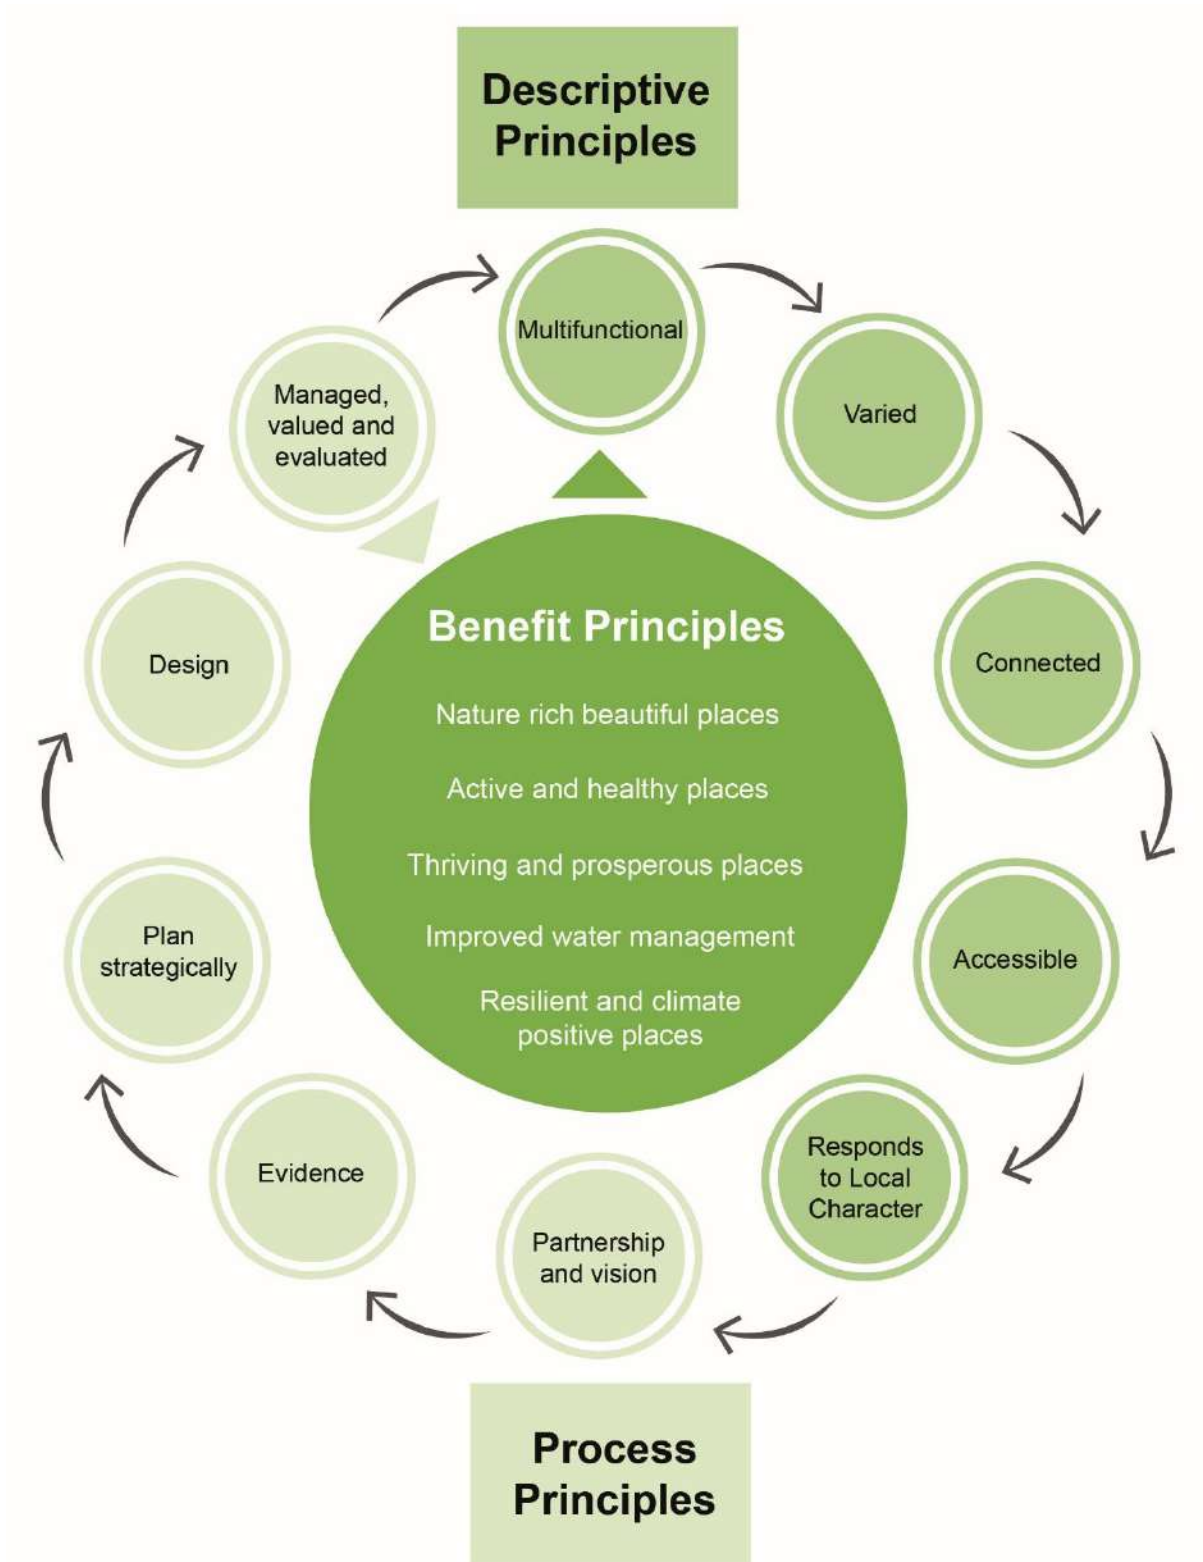 Descriptive
Principles
Multifunctional
Varied
Connected
Accessible
Responds
to Local
Character
Partnership
and vision
Evidence
Plan
strategically
Design
Managed,
valued and
evaluated
Benefit Principles
Nature rich beautiful places
Active and healthy places
Thriving and prosperous places
Improved water management
Resilient and climate
positive places
Process
Principles